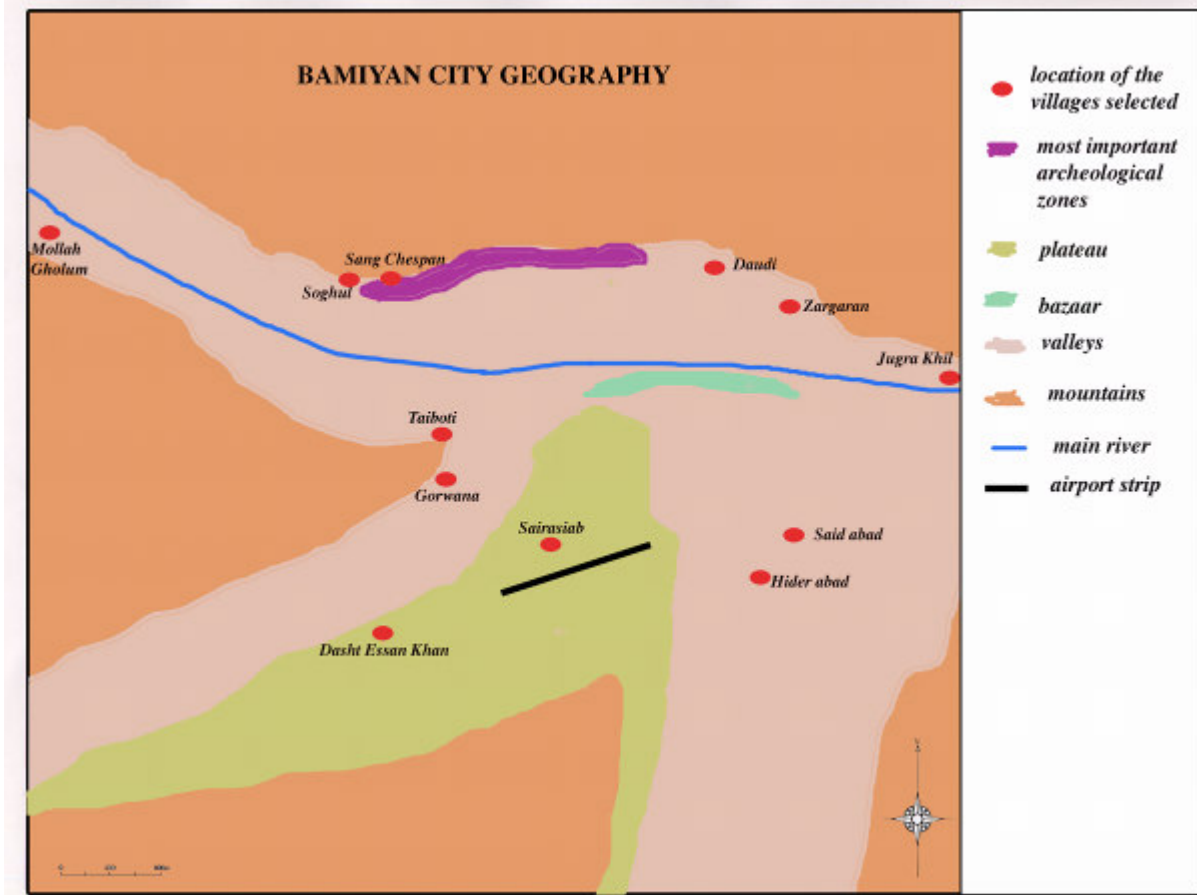 BAMIYAN CITY GEOGRAPHY
location of the
villages selected
most important
archeological
zones
plateau
bazaar
valleys
mountains
main river
airport strip
Mollah
Gholum
Sang Chespan
Soghul
Daudi
Zargaran
Jugra Khil
Taiboti
Gorwana
Sairasiab
Said abad
Hider abad
Dasht Essan Khan